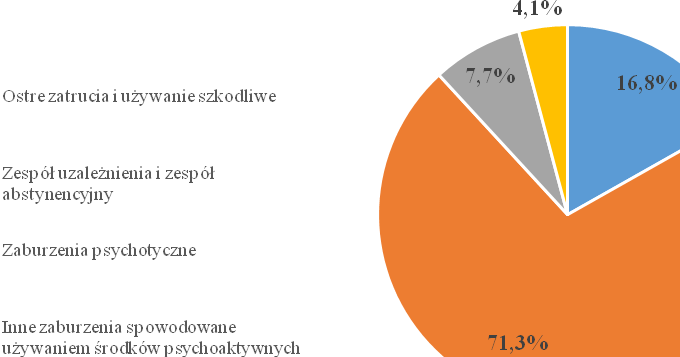 4,1%
7,7%
16,8%
Ostre zatrucia i używanie szkodliwe
Zespół uzależnienia i zespół
abstynencyjny
Zaburzenia psychotyczne
Inne zaburzenia spowodowane
używaniem środków psychoaktywnych
71,3%